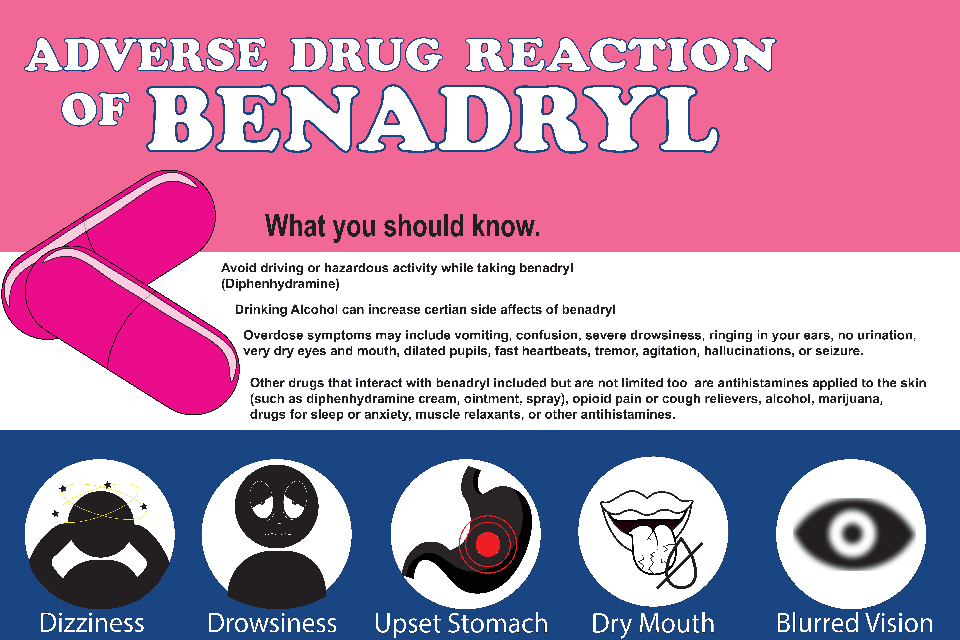 ADVERSE DRUG REACTION
OF BENADRYL
What you should know.
Avoid driving or hazardous activity while taking benadryl
(Diphenhydramine)
Drinking Alcohol can increase certian side affects of benadryl
Overdose symptoms may include vomiting, confusion, severe drowsiness, ringing in your ears, no urination,
very dry eyes and mouth, dilated pupils, fast heartbeats, tremor, agitation, hallucinations, or seizure.
Other drugs that interact with benadryl included but are not limited too are antihistamines applied to the skin
(such as diphenhydramine cream, ointment, spray), opioid pain or cough relievers, alcohol, marijuana,
drugs for sleep or anxiety, muscle relaxants, or other antihistamines.
Dizziness
Drowsiness
Upset Stomach
Dry Mouth
Blurred Vision